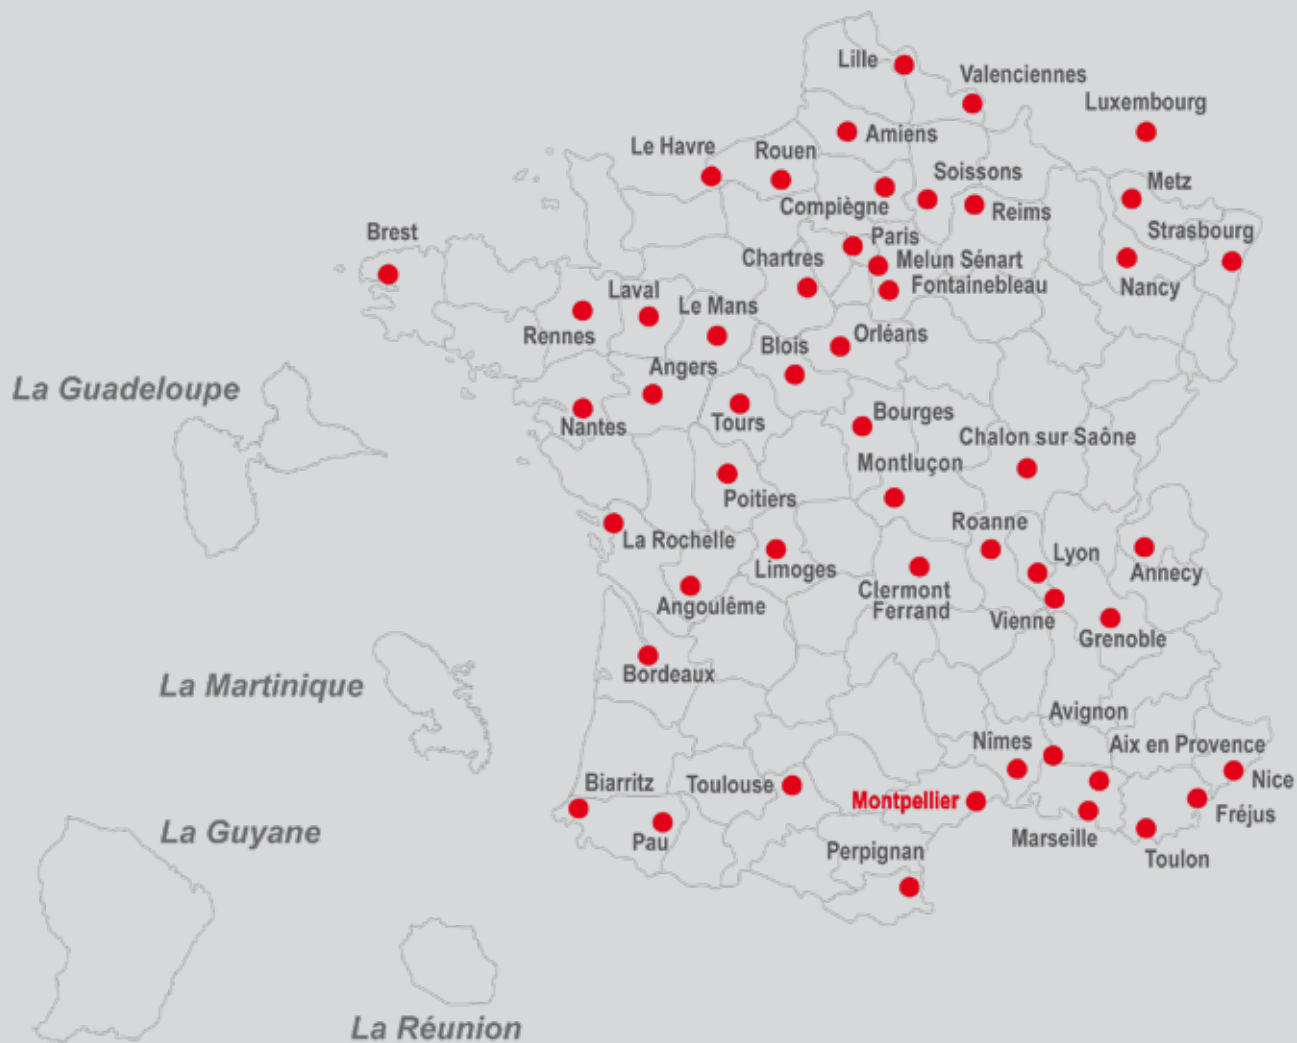 Lille
Valenciennes
Luxembourg
Amiens
Le Havre
Rouen
Soissons
Metz
Compiègne
Reims
Strasbourg
Brest
Paris
Chartres
Melun Sénart
Fontainebleau
Nancy
Laval
Le Mans
Rennes
Orléans
Blois
Angers
La Guadeloupe
Tours
Bourges
Nantes
Chalon sur Saône
Montluçon
Poitiers
Roanne
La Rochelle
Lyon
Limoges
Annecy
Clermont
Ferrand
Angoulême
Vienne
Grenoble
Bordeaux
La Martinique
Avignon
Nîmes
Aix en Provence
Biarritz
Toulouse
Nice
Montpellier
Fréjus
La Guyane
Pau
Marseille
Perpignan
Toulon
La Réunion